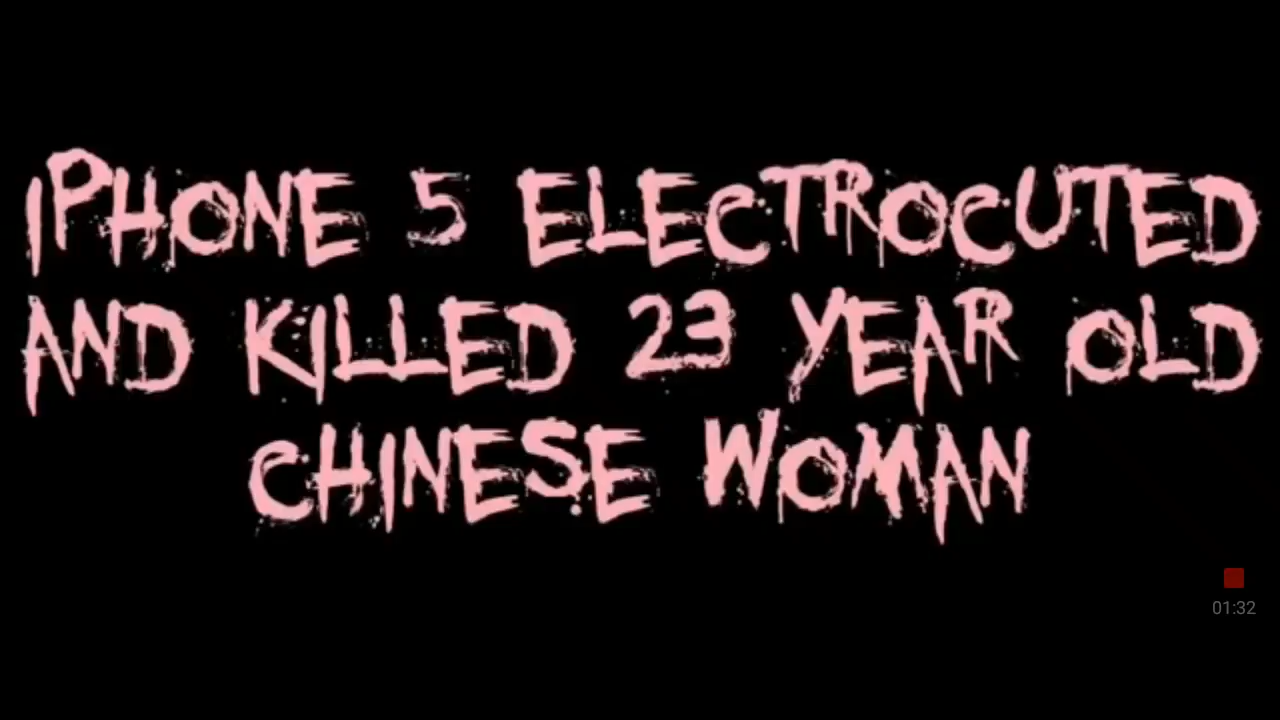 IPHONE 5 ELECTROCUTED
AND KILLED 23 YEAR OLD
CHINESE WOMAN
01:32